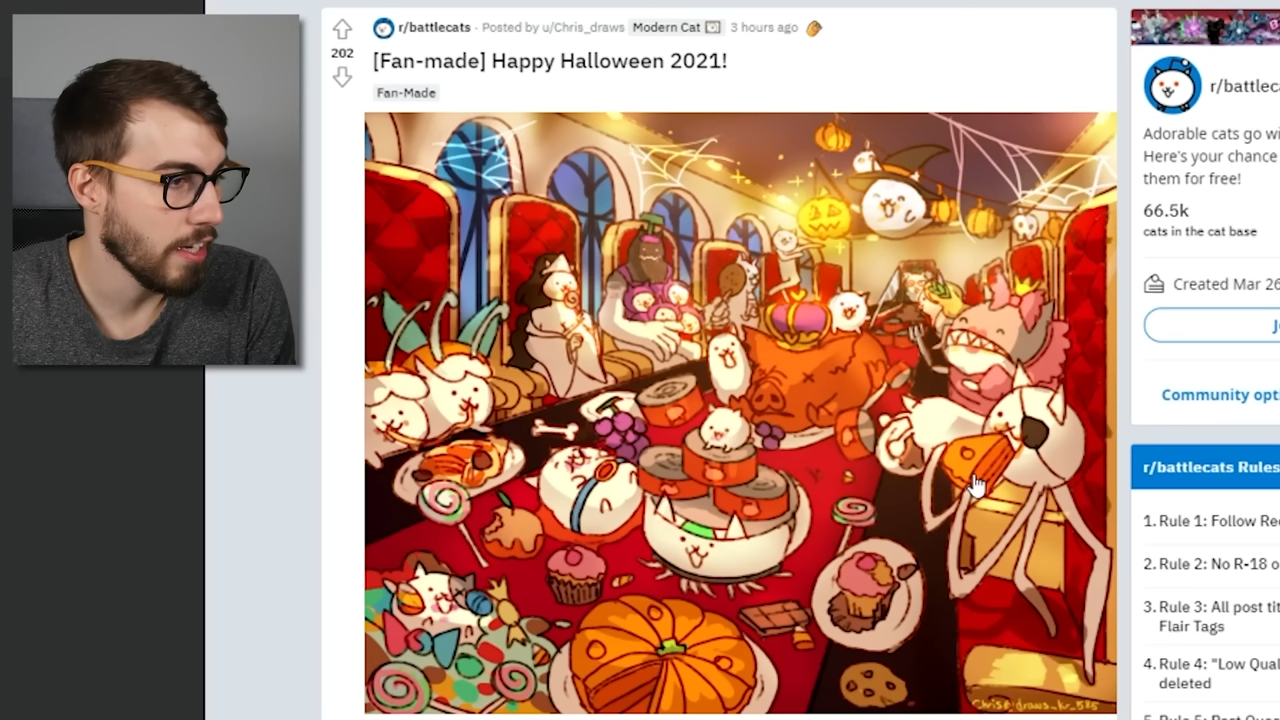 r/battlecats · Posted by u/Chris_draws Modern Cat 3 hours ago
202
[Fan-made] Happy Halloween 2021!
Fan-Made
r/battleca
Adorable cats go wi
Here's your chance
them for free!
66.5k
cats in the cat base
Created Mar 26
Community opt
r/battlecats Rules
1. Rule 1: Follow Red
2. Rule 2: No R-18 o
3. Rule 3: All post tit
Flair Tags
4. Rule 4: "Low Qual
deleted